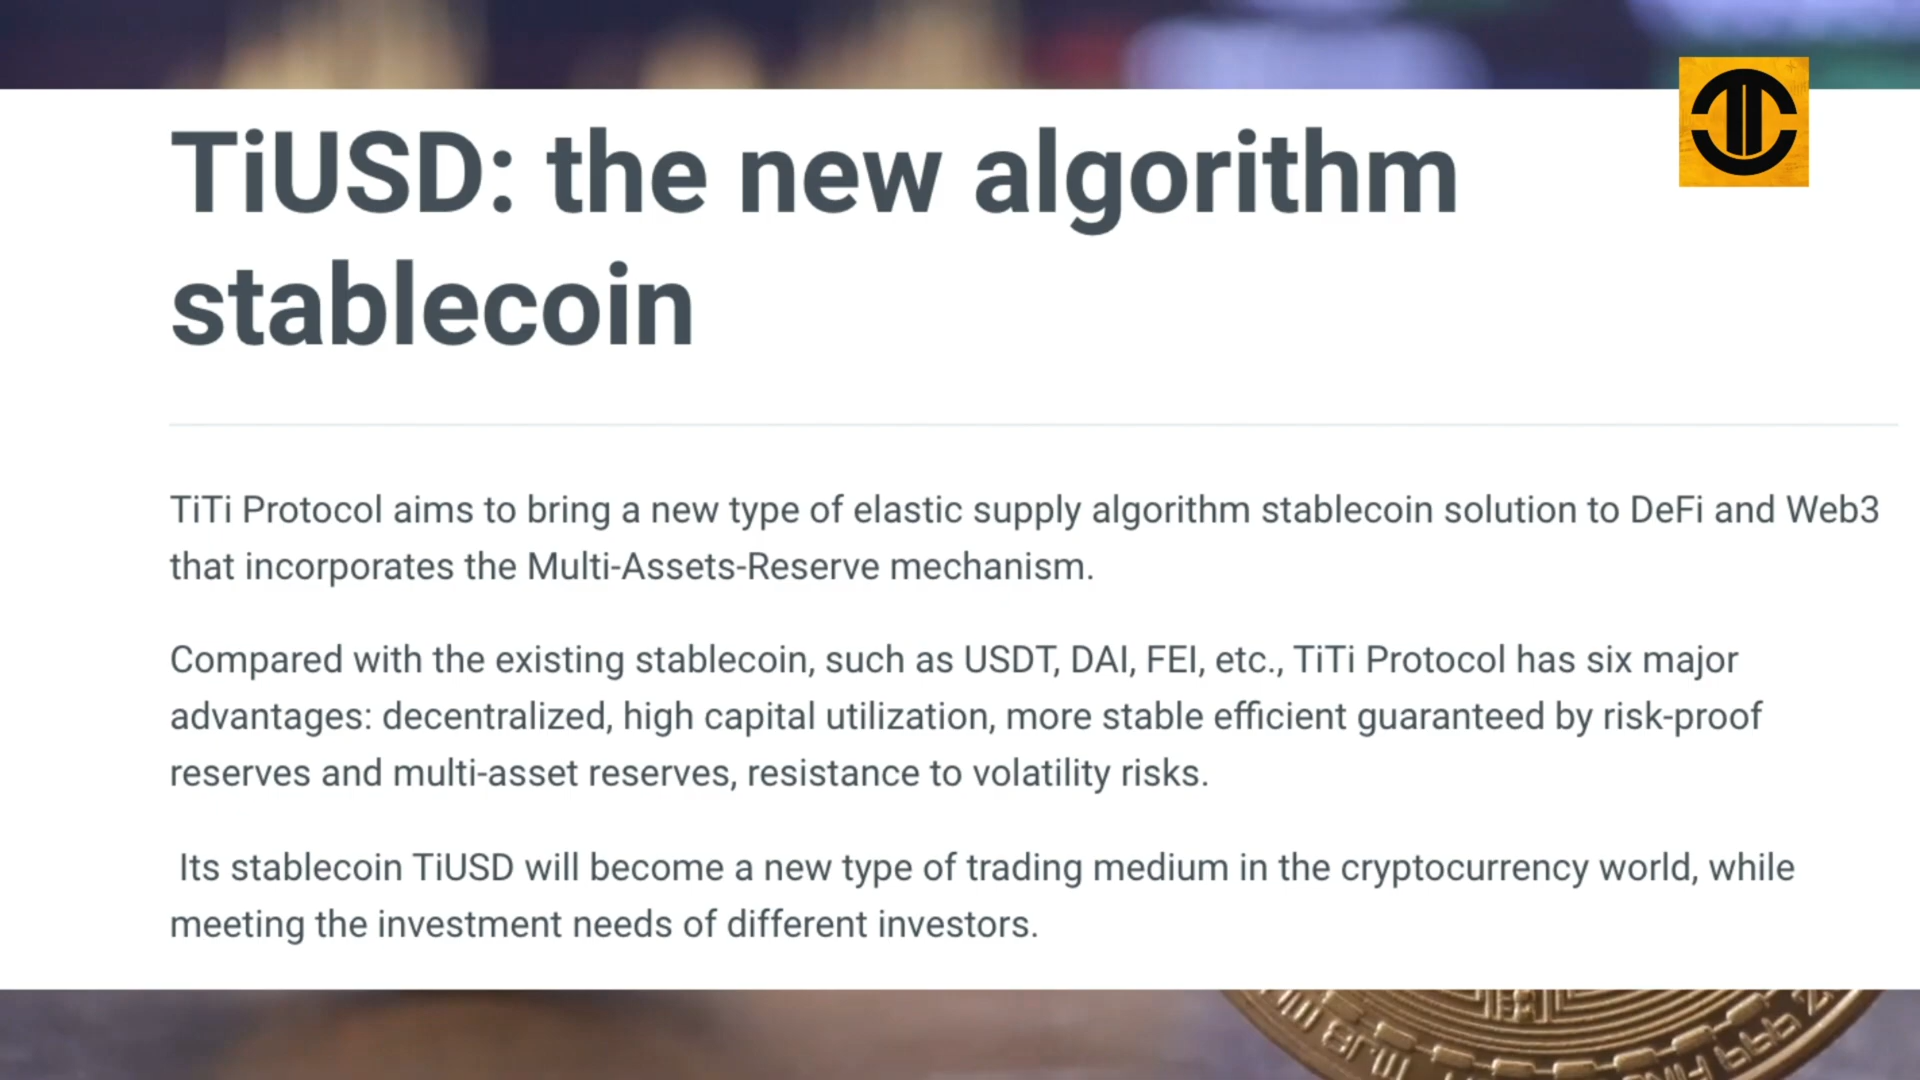 TiUSD: the new algorithm
stablecoin
TiTi Protocol aims to bring a new type of elastic supply algorithm stablecoin solution to DeFi and Web3
that incorporates the Multi-Assets-Reserve mechanism.
Compared with the existing stablecoin, such as USDT, DAI, FEI, etc., TiTi Protocol has six major
advantages: decentralized, high capital utilization, more stable efficient guaranteed by risk-proof
reserves and multi-asset reserves, resistance to volatility risks.
Its stablecoin TiUSD will become a new type of trading medium in the cryptocurrency world, while
meeting the investment needs of different investors.